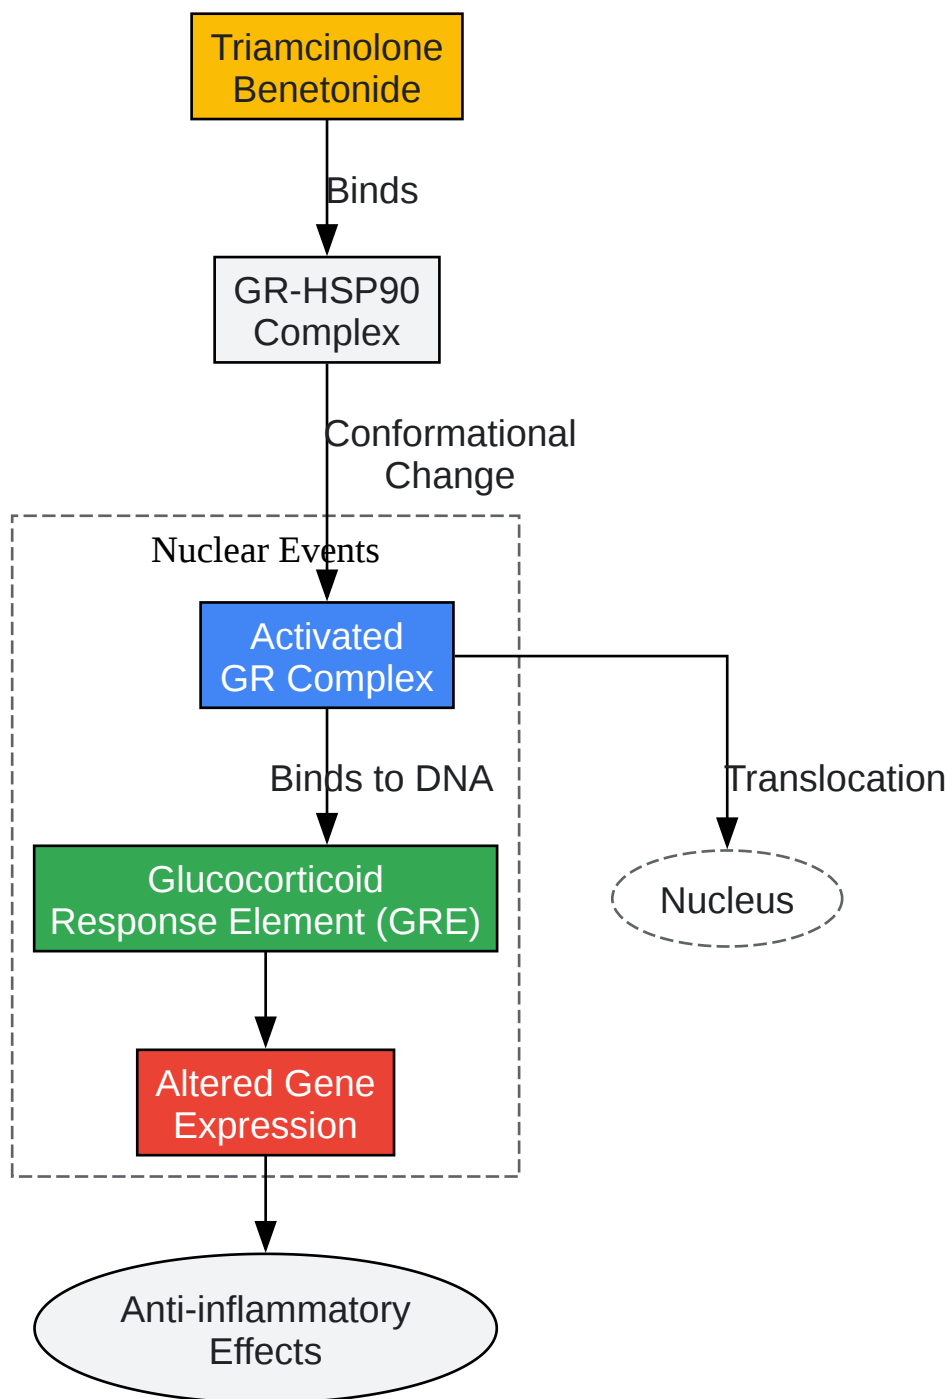 Triamcinolone
Benetonide
Binds
GR-HSP90
Complex
Conformational
Change
Nuclear Events
Activated
GR Complex
Binds to DNA
Translocation
Glucocorticoid
Response Element (GRE)
Nucleus
Altered Gene
Expression
Anti-inflammatory
Effects